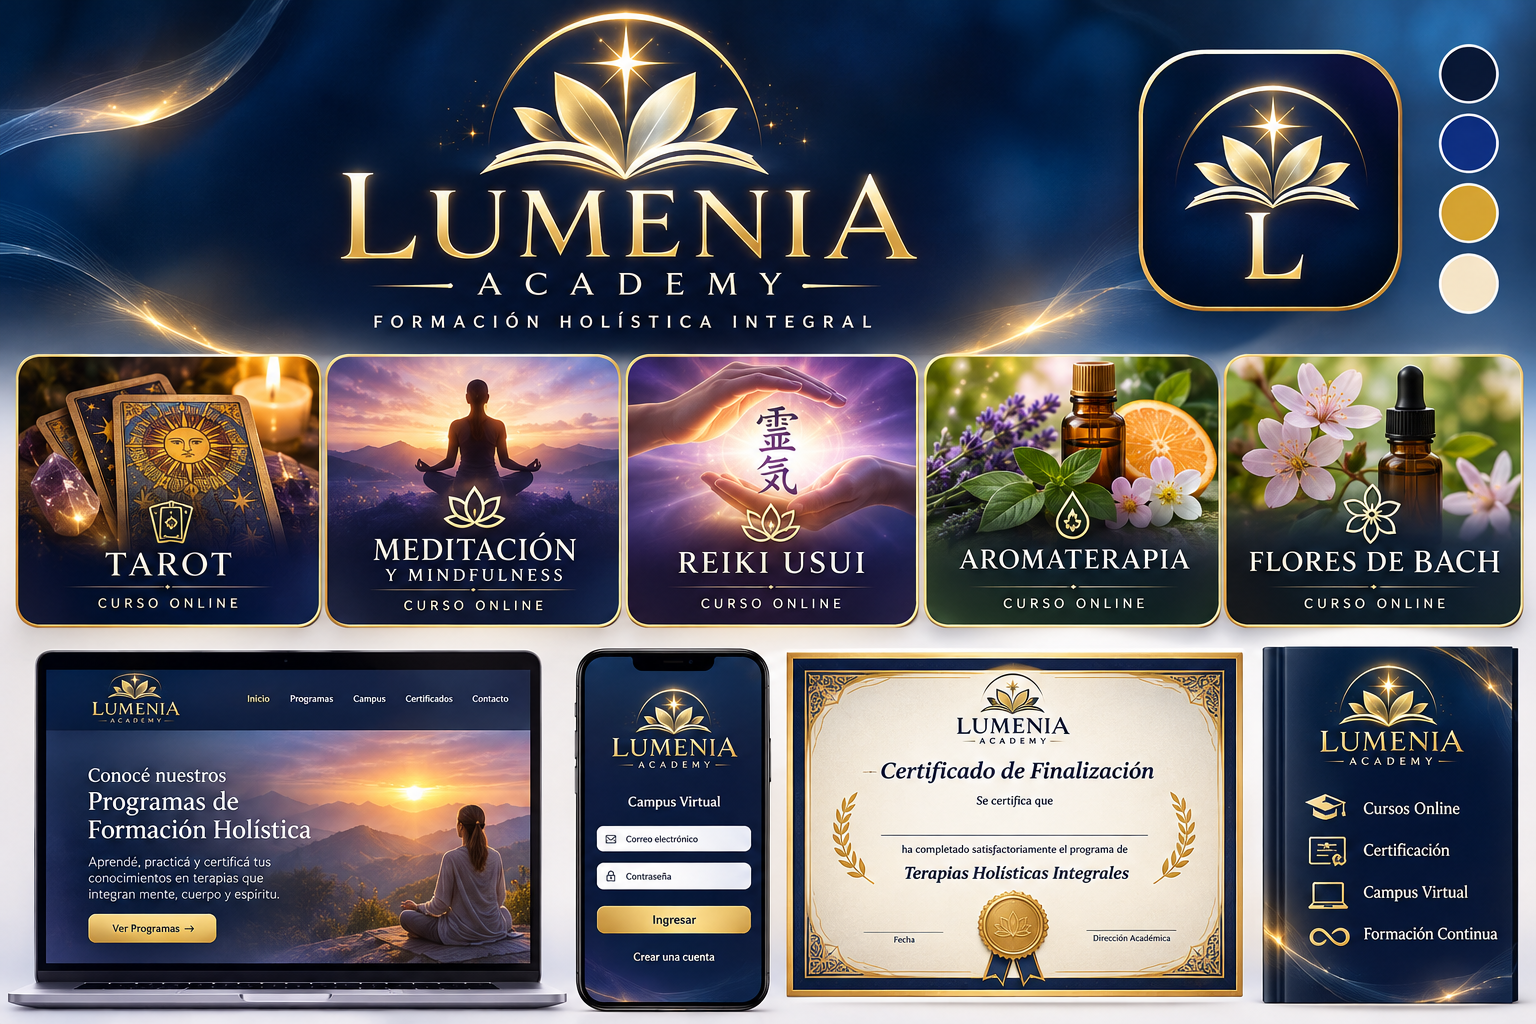 LUMENIA
ACADEMY
FORMACIÓN HOLÍSTICA INTEGRAL
L
TAROT
CURSO ONLINE
MEDITACIÓN
Y MINDFULNESS
CURSO ONLINE
霊
気
REIKI USUI
CURSO ONLINE
AROMATERAPIA
CURSO ONLINE
FLORES DE BACH
CURSO ONLINE
LUMENIA
ACADEMY
Inicio Programas Campus Certificados Contacto
Conocé nuestros
Programas de
Formación Holística
Aprendé, practicá y certificá tus
conocimientos en terapias que
integran mente, cuerpo y espíritu.
Ver Programas →
LUMENIA
ACADEMY
Campus Virtual
Correo electrónico
Contraseña
Ingresar
Crear una cuenta
LUMENIA
ACADEMY
Certificado de Finalización
Se certifica que
ha completado satisfactoriamente el programa de
Terapias Holísticas Integrales
Fecha
Dirección Académica
LUMENIA
ACADEMY
Cursos Online
Certificación
Campus Virtual
Formación Continua